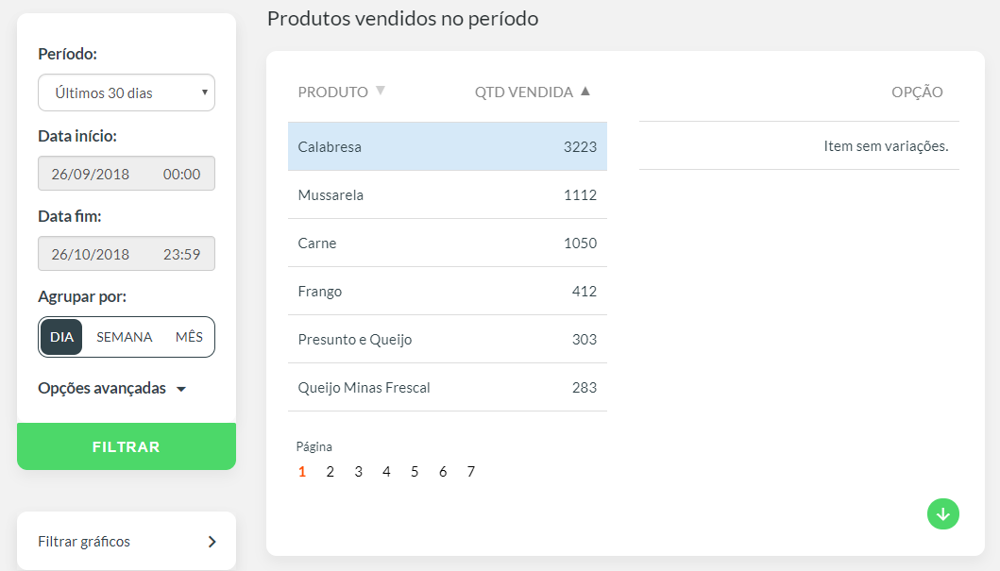 Período:
Últimos 30 dias
Data início:
26/09/2018 00:00
Data fim:
26/10/2018 23:59
Agrupar por:
DIA SEMANA MÊS
Opções avançadas
FILTRAR
Filtrar gráficos
Produtos vendidos no período
PRODUTO QTD VENDIDA OPÇÃO
Calabresa 3223 Item sem variações.
Mussarela 1112
Carne 1050
Frango 412
Presunto e Queijo 303
Queijo Minas Frescal 283
Página
1 2 3 4 5 6 7